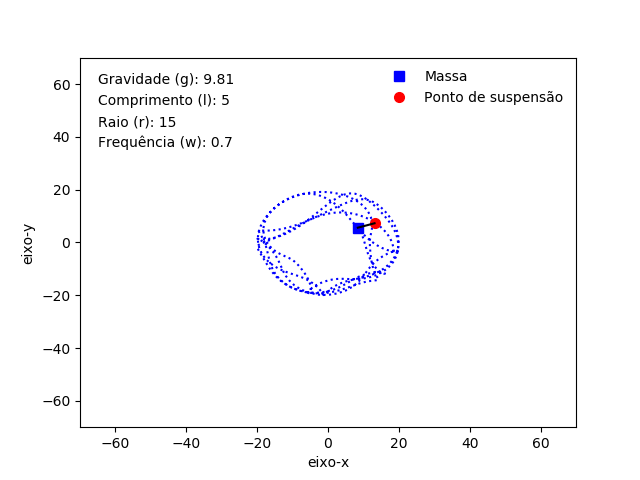 Gravidade (g): 9.81
Comprimento (l): 5
Raio (r): 15
Frequência (w): 0.7
Massa
Ponto de suspensão
60
40
20
0
−20
−40
−60
eixo-y
−60
−40
−20
0
20
40
60
eixo-x